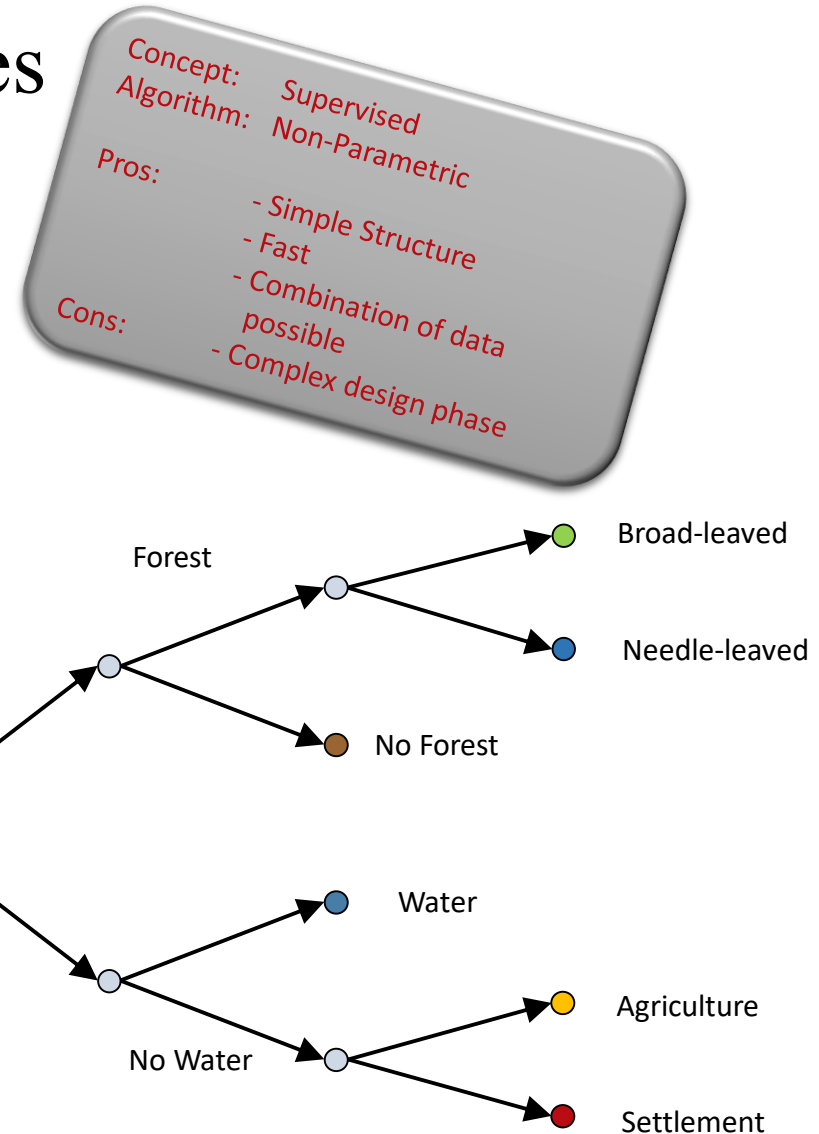 es
Concept: Supervised
Algorithm: Non-Parametric
Pros:
- Simple Structure
- Fast
- Combination of data
possible
Cons:
- Complex design phase
Broad-leaved
Forest
Needle-leaved
No Forest
Water
Agriculture
No Water
Settlement